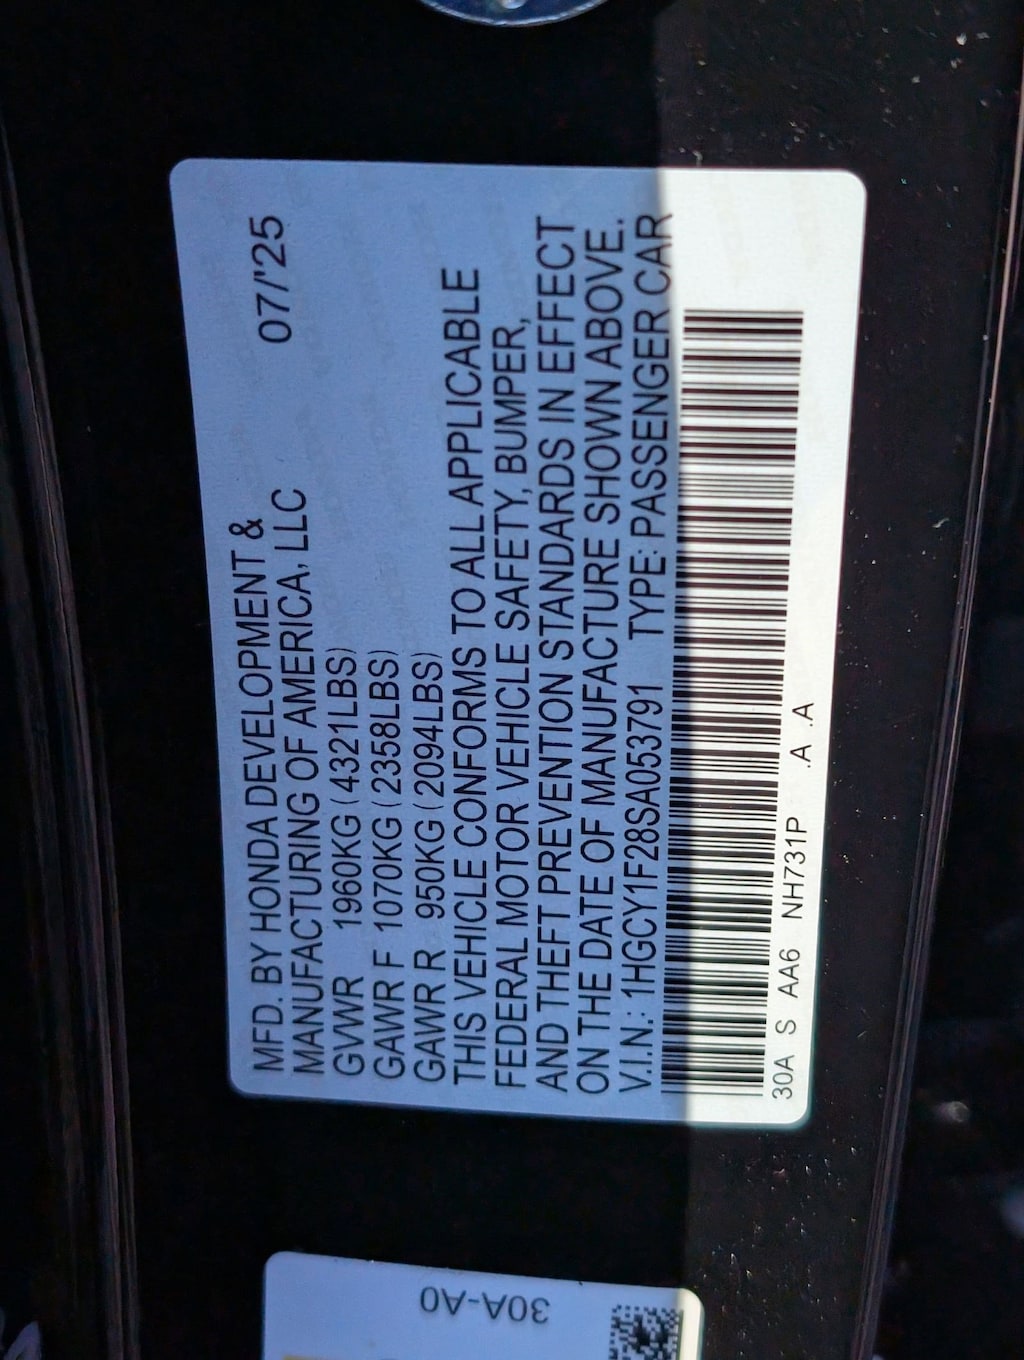 MFD. BY HONDA DEVELOPMENT &
MANUFACTURING OF AMERICA, LLC 07/'25
GVWR 1960KG (4321LBS)
GAWR F 1070KG (2358LBS)
GAWR R 950KG (2094LBS)
THIS VEHICLE CONFORMS TO ALL APPLICABLE
FEDERAL MOTOR VEHICLE SAFETY, BUMPER,
AND THEFT PREVENTION STANDARDS IN EFFECT
ON THE DATE OF MANUFACTURE SHOWN ABOVE.
V.I.N.: 1HGCY1F28SA053791 TYPE: PASSENGER CAR
30A S AA6 NH731P .A .A
30A-A0